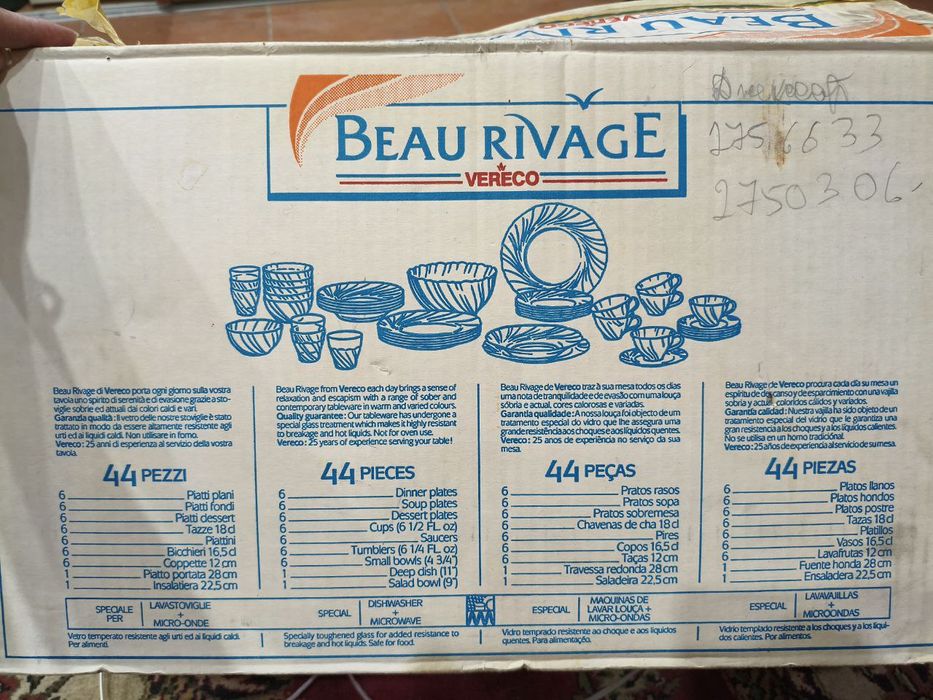 BEAU RIV
VERECO
BEAU RIVAGE
VERECO
2756633
2750306.
Beau Rivage di Vereco porta ogni giorno sulla vostra
tavola uno spirito di serenità e di evasione grazie a sto-
viglie sobrie ed attuali dai colori caldi e vari.
Garanzia qualità : Il vetro delle nostre stoviglie è stato
trattato in modo da essere altamente resistente agli
urti ed ai liquidi caldi. Non utilisare in forno.
Vereco : 25 anni di esperienza al servizio della vostra
tavola.
44 PEZZI
6 Piatti piani
6 Piatti fondi
6 Piatti dessert
6 Tazze 18 cl
6 Piattini
6 Bicchieri 16,5 cl
6 Coppette 12 cm
1 Piatto portata 28 cm
1 Insalatiera 22,5 cm
SPECIALE
PER
LAVASTOVIGLIE
+
MICRO-ONDE
Vetro temperato resistente agli urti ed ai liquidi caldi.
Per alimenti.
Beau Rivage from Vereco each day brings a sense of
relaxation and escapism with a range of sober and
contemporary tableware in warm and varied colours.
Quality guarantee : Our tableware has undergone a
special glass treatment which makes it highly resistant
to breakage and hot liquids. Not for oven use.
Vereco : 25 years of experience serving your table!
44 PIECES
6 Dinner plates
6 Soup plates
6 Dessert plates
6 Cups (6 1/2 FL. oz)
6 Saucers
6 Tumblers (6 1/4 FL. oz)
6 Small bowls (4 3/4")
1 Deep dish (11")
1 Salad bowl (9")
SPECIAL
DISHWASHER
+
MICROWAVE
Specially toughened glass for added resistance to
breakage and hot liquids. Safe for food.
Beau Rivage de Vereco traz à sua mesa todos os dias
uma nota de tranquilidade e de evasão com uma louça
sóbria e actual, cores calorosas e variadas.
Garantia qualidade : A nossa louça foi objecto de um
tratamento especial do vidro que lhe assegura uma
grande resistência aos choques e aos líquidos quentes.
Vereco : 25 anos de experiência no serviço da sua
mesa.
44 PEÇAS
6 Pratos rasos
6 Pratos sopa
6 Pratos sobremesa
6 Chavenas de cha 18 cl
6 Pires
6 Copos 16,5 cl
6 Taças 12 cm
1 Travessa redonda 28 cm
1 Saladeira 22,5 cm
ESPECIAL
MAQUINAS DE
LAVAR LOUÇA +
MICRO-ONDAS
Vidro temprado resistente ao choque e aos liquidos
quentes. Para alimentação.
Beau Rivage de Vereco procura cada día su mesa un
espíritu de descanso y de esparcimiento con una vajilla
sobria y actual, coloridos cálidos y variados.
Garantía calidad : Nuestra vajilla ha sido objeto de un
tratamiento especial del vidrio que le garantiza una
gran resistencia a los choques y a los líquidos calientes.
No se utilisa en un horno tradicional.
Vereco : 25 años de experiencia al servicio de su mesa.
44 PIEZAS
6 Platos llanos
6 Platos hondos
6 Platos postre
6 Tazas 18 cl
6 Platillos
6 Vasos 16,5 cl
6 Lavafrutas 12 cm
1 Fuente honda 28 cm
1 Ensaladera 22,5 cm
ESPECIAL
LAVAVAJILLAS
+
MICROONDAS
Vidrio templado resistente a los choques y a los líqui-
dos calientes. Por alimentos.